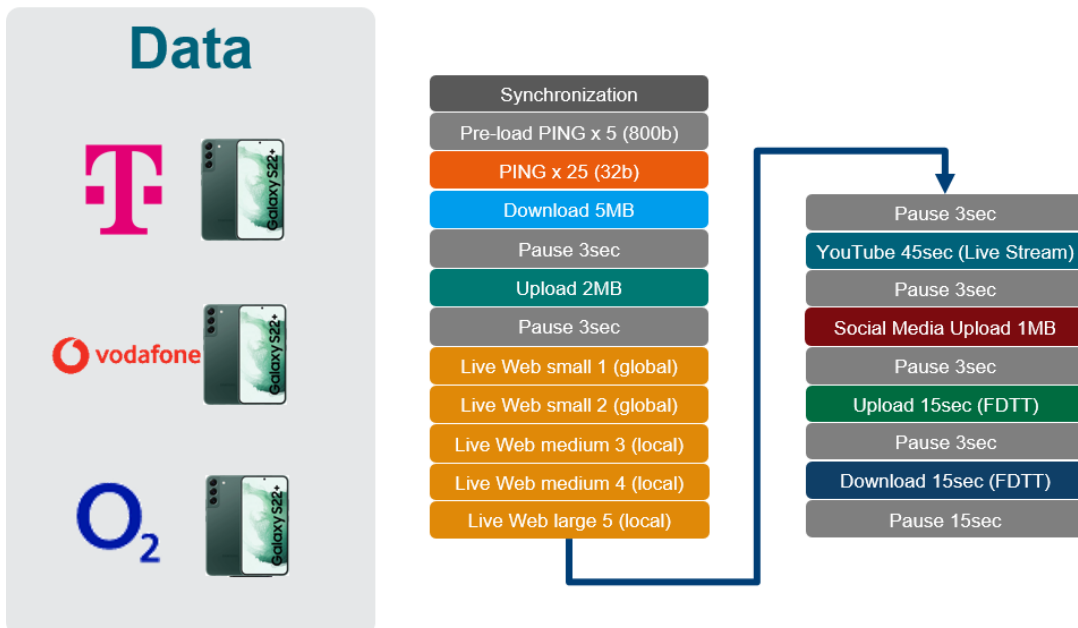 Data
T
Galaxy S22+
vodafone
Galaxy S22+
O2
Galaxy S22+
Synchronization
Pre-load PING x 5 (800b)
PING x 25 (32b)
Download 5MB
Pause 3sec
Upload 2MB
Pause 3sec
Live Web small 1 (global)
Live Web small 2 (global)
Live Web medium 3 (local)
Live Web medium 4 (local)
Live Web large 5 (local)
Pause 3sec
YouTube 45sec (Live Stream)
Pause 3sec
Social Media Upload 1MB
Pause 3sec
Upload 15sec (FDTT)
Pause 3sec
Download 15sec (FDTT)
Pause 15sec